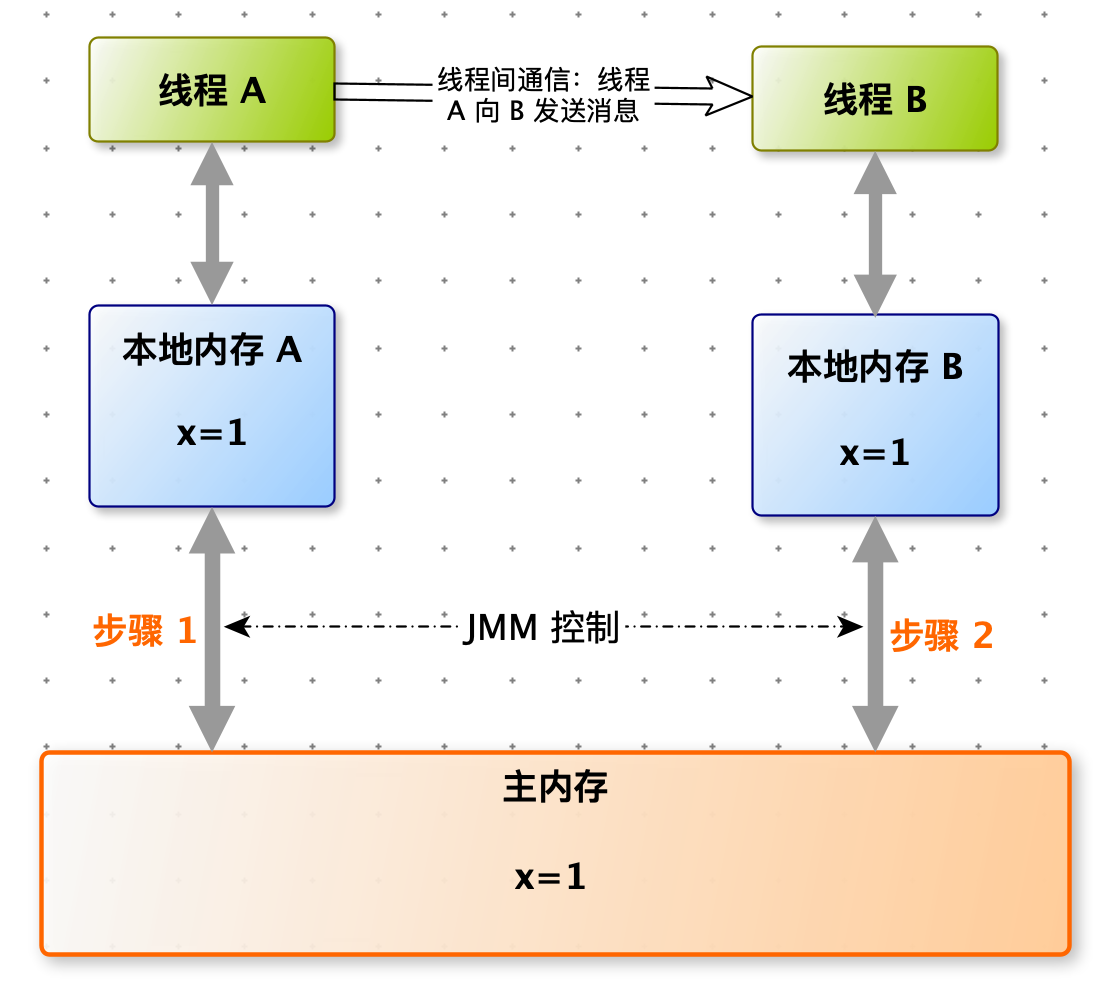 线程 A
线程间通信：线程
A 向 B 发送消息
线程 B
本地内存 A
x=1
本地内存 B
x=1
步骤 1
JMM 控制
步骤 2
主内存
x=1